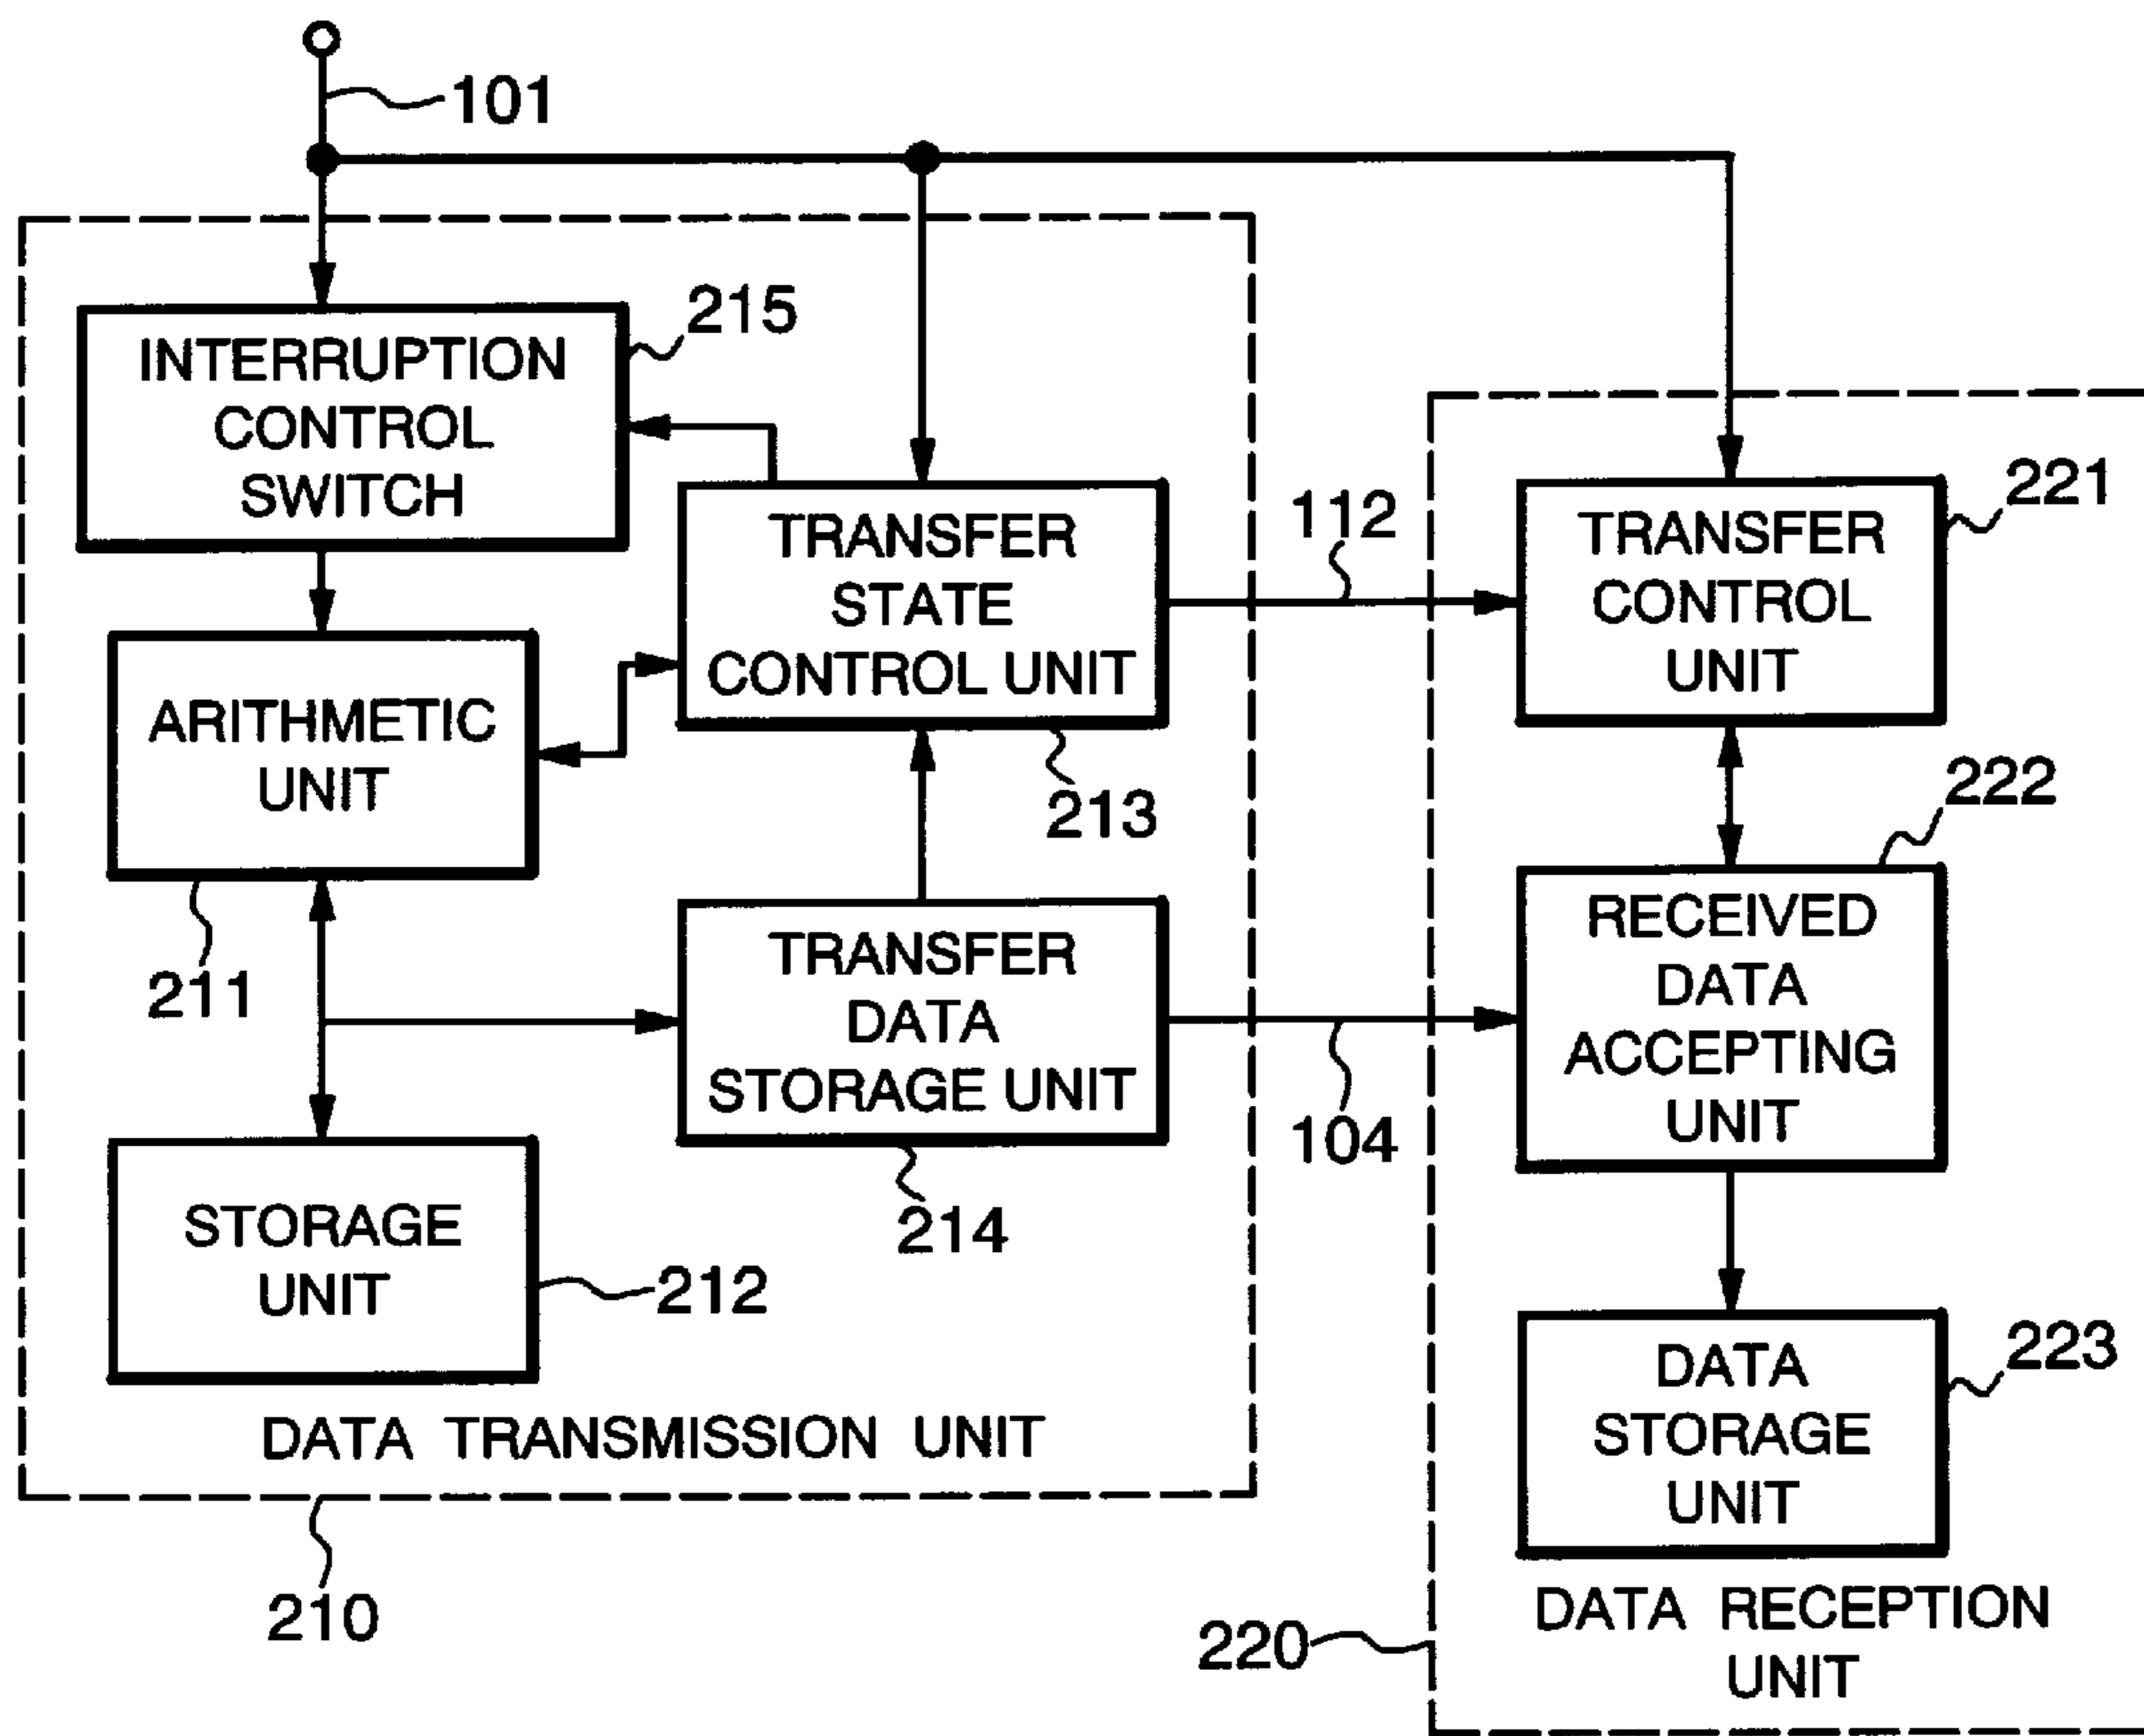 101
215
INTERRUPTION
CONTROL
SWITCH
TRANSFER
STATE
CONTROL UNIT
213
112
221
TRANSFER
CONTROL
UNIT
ARITHMETIC
UNIT
211
222
RECEIVED
DATA
ACCEPTING
UNIT
TRANSFER
DATA
STORAGE UNIT
214
104
STORAGE
UNIT
212
223
DATA
STORAGE
UNIT
DATA TRANSMISSION UNIT
210
220
DATA RECEPTION
UNIT